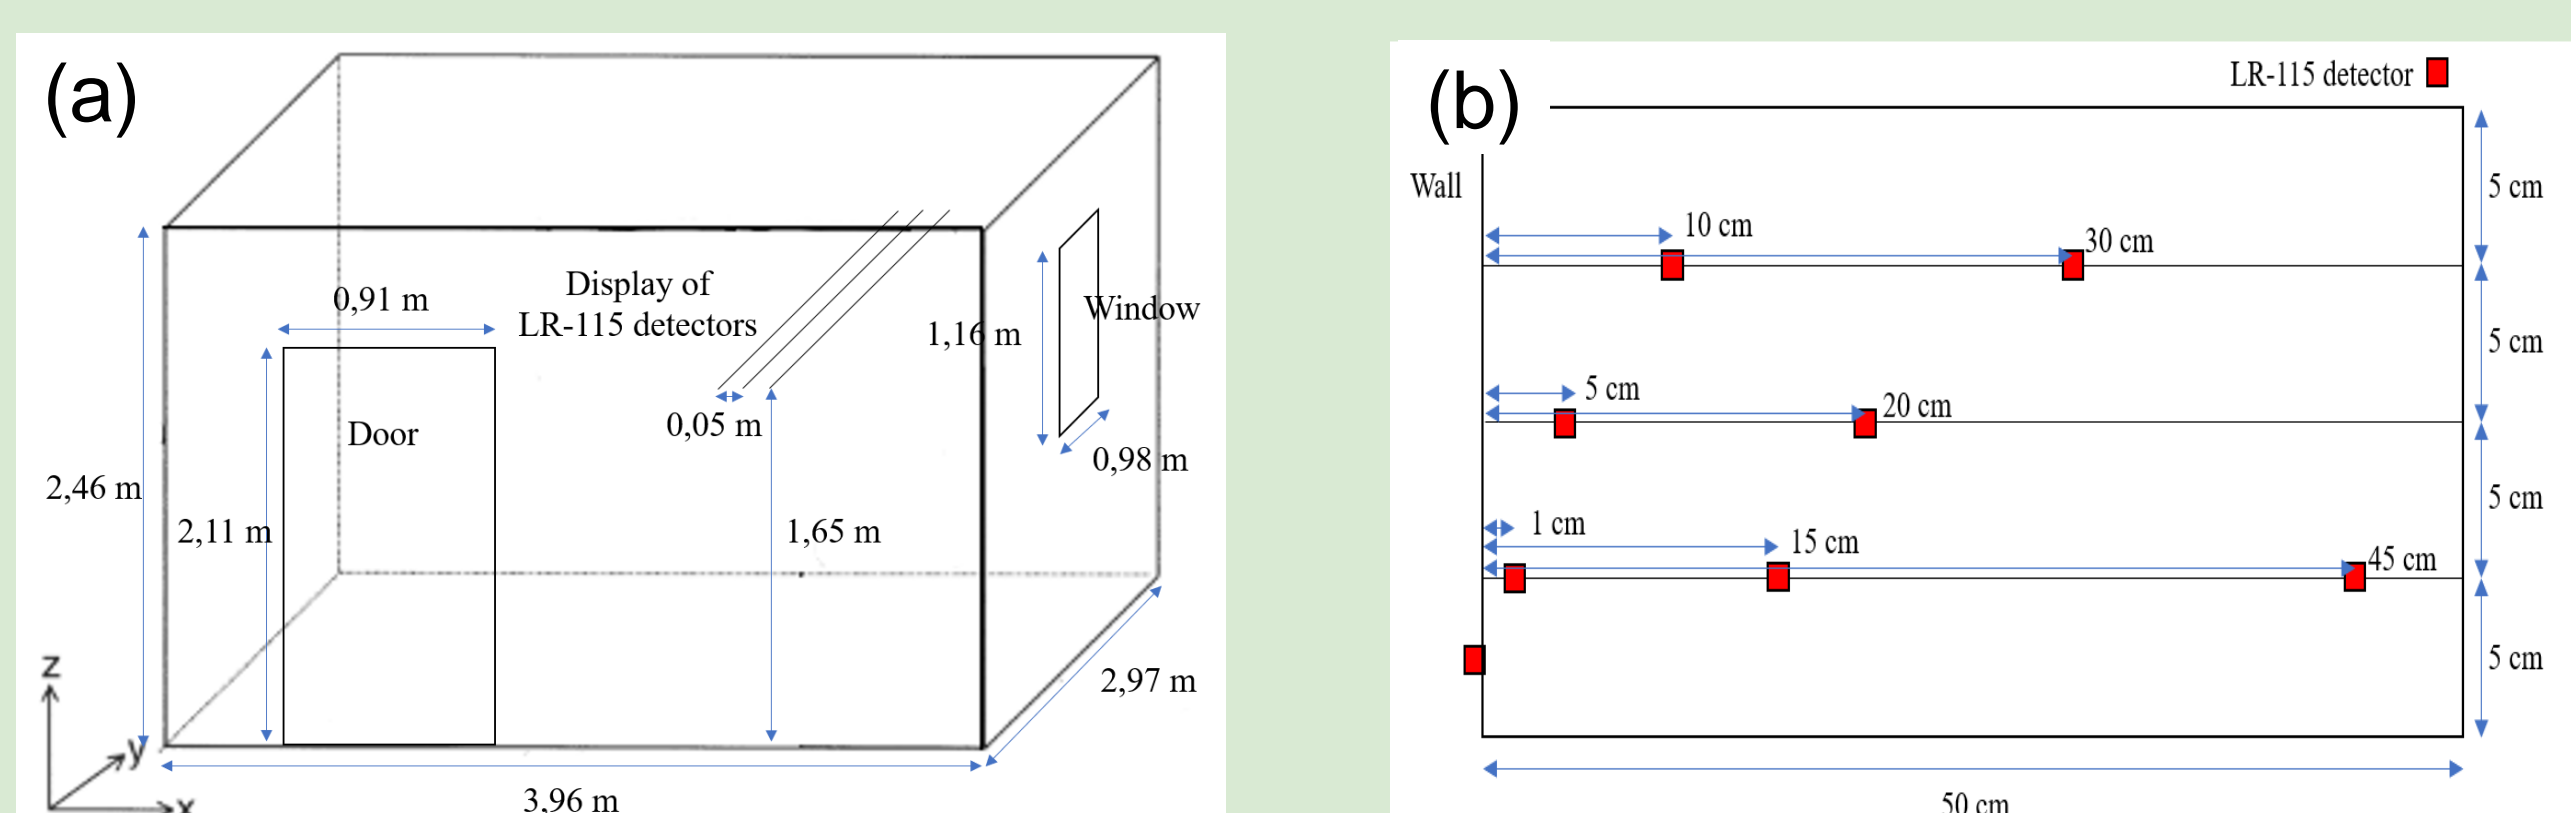 (a)
0,91 m
Display of
LR-115 detectors
Window
1,16 m
Door
0,05 m
0,98 m
2,46 m
2,11 m
1,65 m
z
2,97 m
y
x
3,96 m
(b)
LR-115 detector
Wall
5 cm
10 cm
30 cm
5 cm
5 cm
20 cm
5 cm
1 cm
15 cm
45 cm
5 cm
50 cm